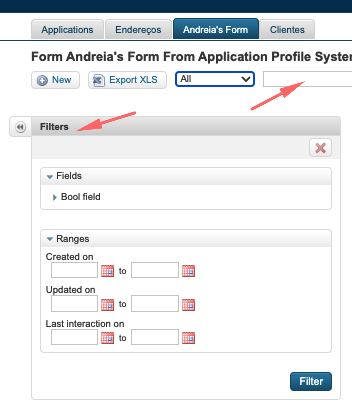 Applications Endereços Andreia's Form Clientes
Form Andreia's Form From Application Profile Syste
New Export XLS All
Filters
Fields
Bool field
Ranges
Created on
to
Updated on
to
Last interaction on
to
Filter